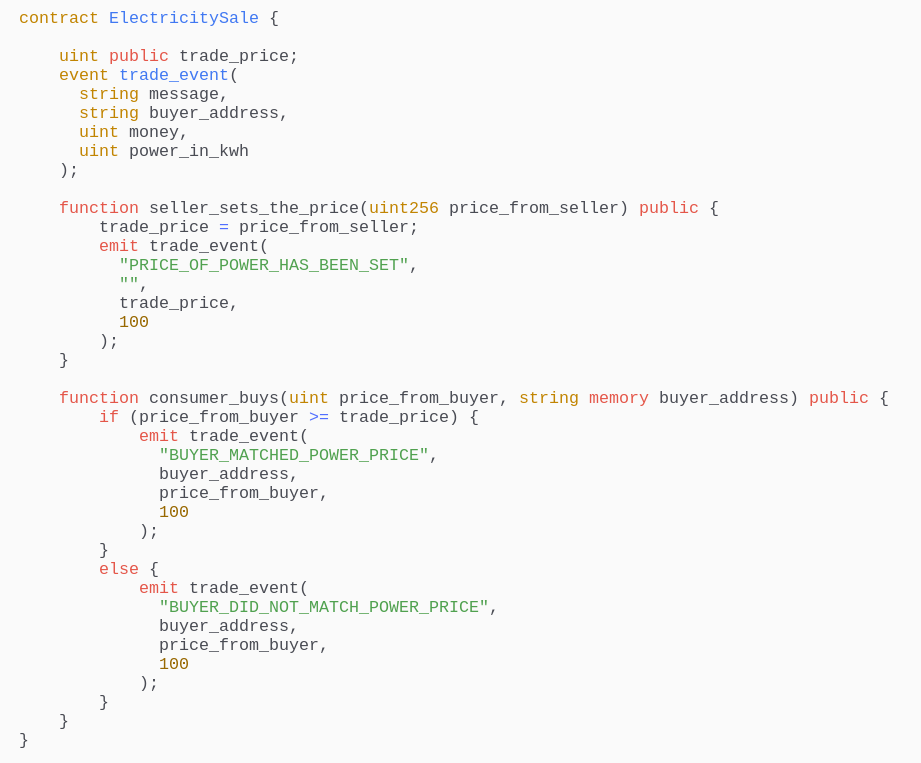 contract ElectricitySale {

    uint public trade_price;
    event trade_event(
      string message,
      string buyer_address,
      uint money,
      uint power_in_kwh
    );

    function seller_sets_the_price(uint256 price_from_seller) public {
        trade_price = price_from_seller;
        emit trade_event(
          "PRICE_OF_POWER_HAS_BEEN_SET",
          "",
          trade_price,
          100
        );
    }

    function consumer_buys(uint price_from_buyer, string memory buyer_address) public {
        if (price_from_buyer >= trade_price) {
            emit trade_event(
              "BUYER_MATCHED_POWER_PRICE",
              buyer_address,
              price_from_buyer,
              100
            );
        }
        else {
            emit trade_event(
              "BUYER_DID_NOT_MATCH_POWER_PRICE",
              buyer_address,
              price_from_buyer,
              100
            );
        }
    }
}